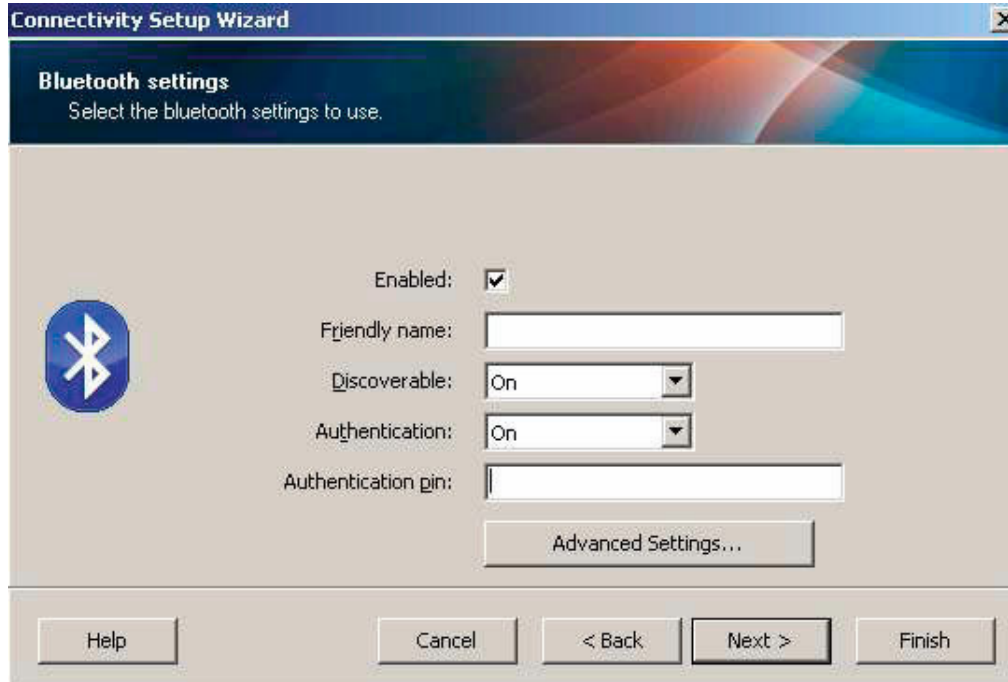 Connectivity Setup Wizard
Bluetooth settings
Select the bluetooth settings to use.
Enabled:
Friendly name:
Discoverable: On
Authentication: On
Authentication pin:
Advanced Settings...
Help Cancel < Back Next > Finish